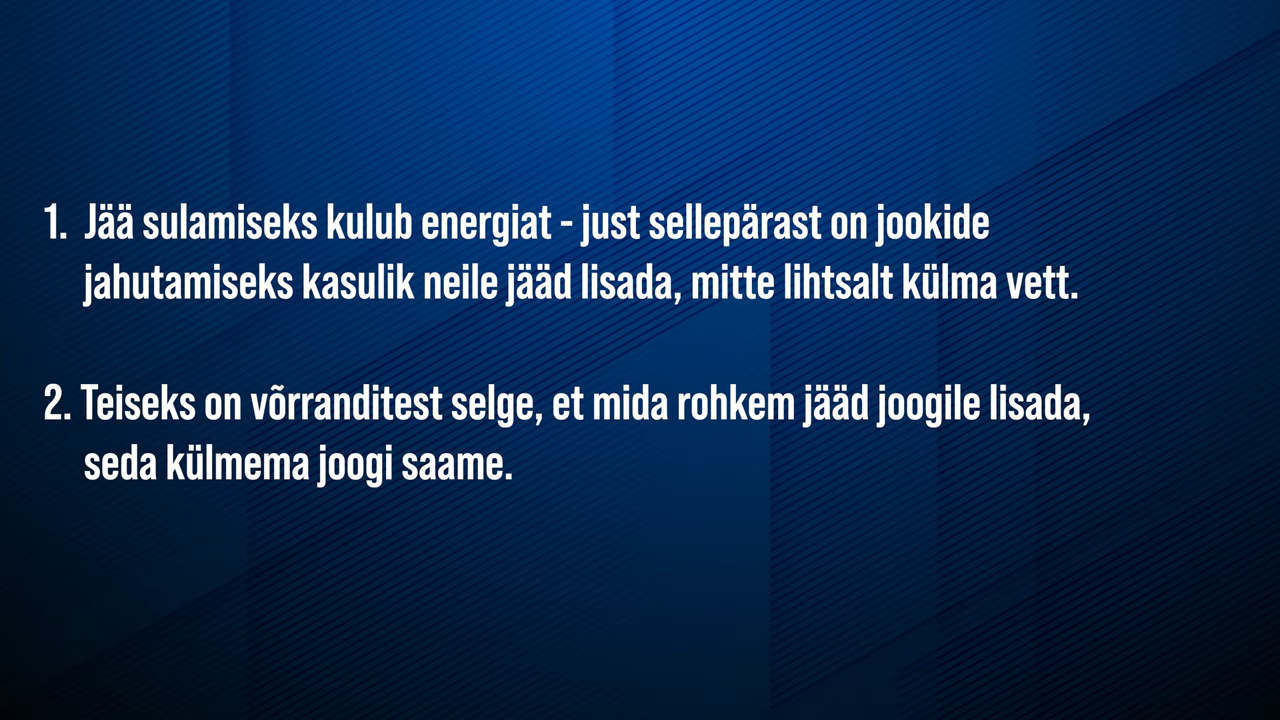 1. Jää sulamiseks kulub energiat - just sellepärast on jookide
jahutamiseks kasulik neile jääd lisada, mitte lihtsalt külma vett.
2. Teiseks on võrranditest selge, et mida rohkem jääd joogile lisada,
seda külmema joogi saame.